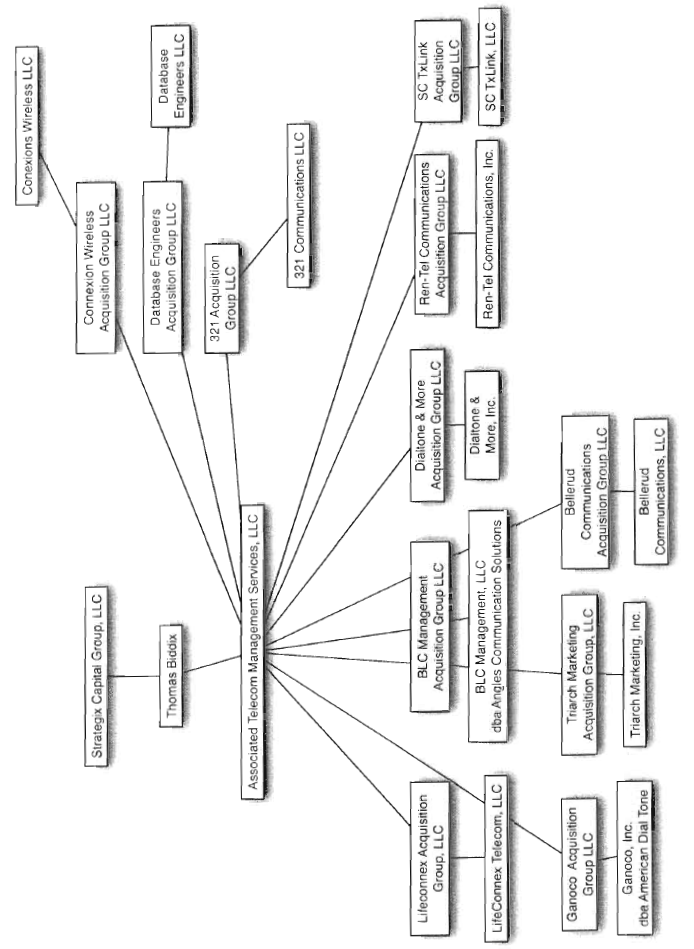 Strategix Capital Group, LLC
Thomas Biddix
Associated Telecom Management Services, LLC
Connexion Wireless
Acquisition Group LLC
Conexions Wireless LLC
Database Engineers
Acquisition Group LLC
Database
Engineers LLC
321 Acquisition
Group LLC
321 Communications LLC
Lifeconnex Acquisition
Group, LLC
LifeConnex Telecom, LLC
Ganoco Acquisition
Group LLC
Ganoco, Inc.
dba American Dial Tone
BLC Management
Acquisition Group LLC
BLC Management, LLC
dba Angles Communication Solutions
Triarch Marketing
Acquisition Group, LLC
Triarch Marketing, Inc.
Bellerud
Communications
Acquisition Group LLC
Bellerud
Communications, LLC
Dialtone & More
Acquisition Group LLC
Dialtone &
More, Inc.
Ren-Tel Communications
Acquisition Group LLC
Ren-Tel Communications, Inc.
SC TxLink
Acquisition
Group LLC
SC TxLink, LLC